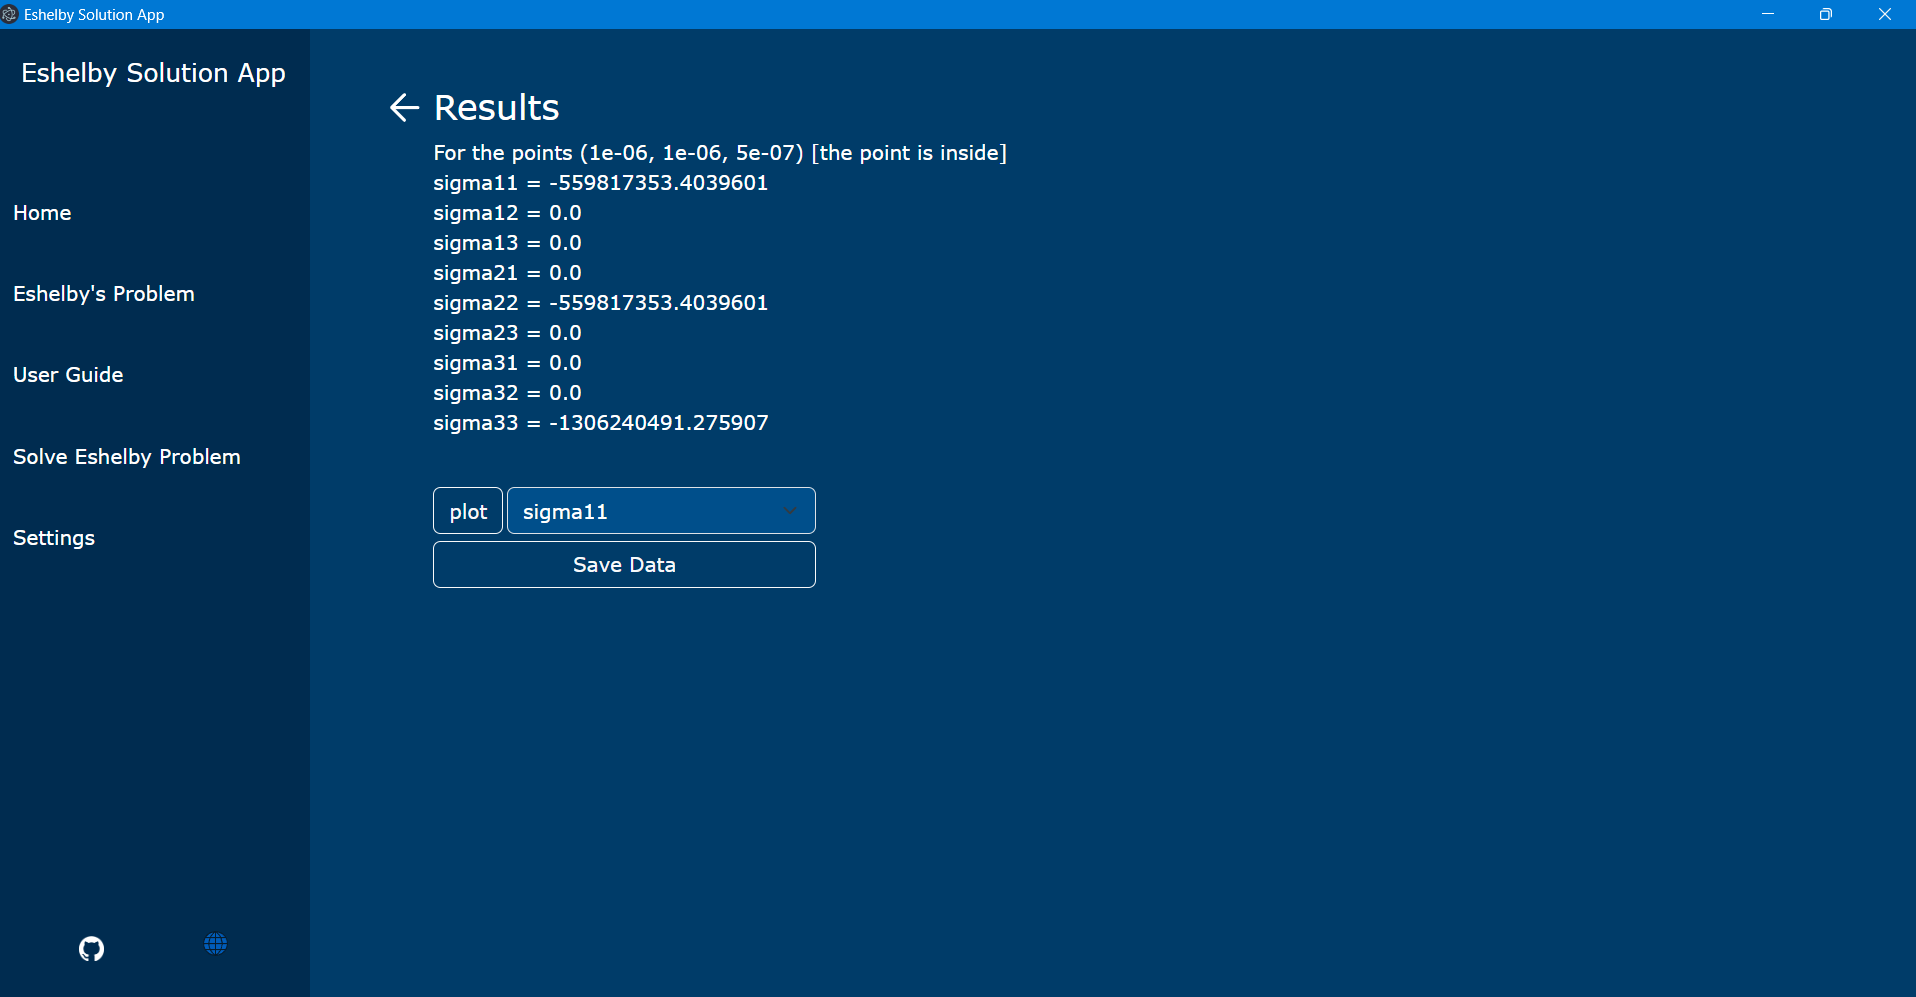 Eshelby Solution App
Eshelby Solution App
Home
Eshelby's Problem
User Guide
Solve Eshelby Problem
Settings
Results
For the points (1e-06, 1e-06, 5e-07) [the point is inside]
sigma11 = -559817353.4039601
sigma12 = 0.0
sigma13 = 0.0
sigma21 = 0.0
sigma22 = -559817353.4039601
sigma23 = 0.0
sigma31 = 0.0
sigma32 = 0.0
sigma33 = -1306240491.275907
plot sigma11
Save Data